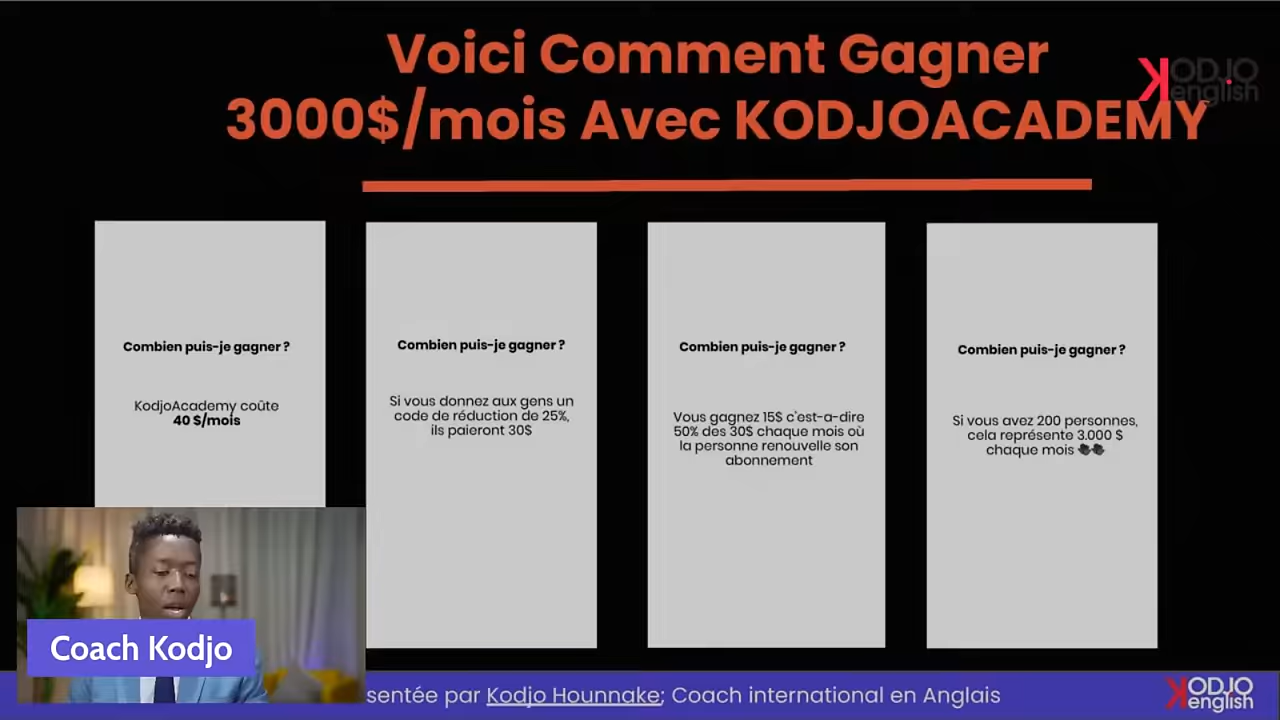 Voici Comment Gagner
3000$/mois Avec KODJOACADEMY
KODJO
english
Combien puis-je gagner ?
KodjoAcademy coûte
40 $/mois
Combien puis-je gagner ?
Si vous donnez aux gens un
code de réduction de 25%,
ils paieront 30$
Combien puis-je gagner ?
Vous gagnez 15$ c'est-a-dire
50% des 30$ chaque mois où
la personne renouvelle son
abonnement
Combien puis-je gagner ?
Si vous avez 200 personnes,
cela représente 3.000 $
chaque mois
Coach Kodjo
sentée par Kodjo Hounnake; Coach international en Anglais
KODJO
english